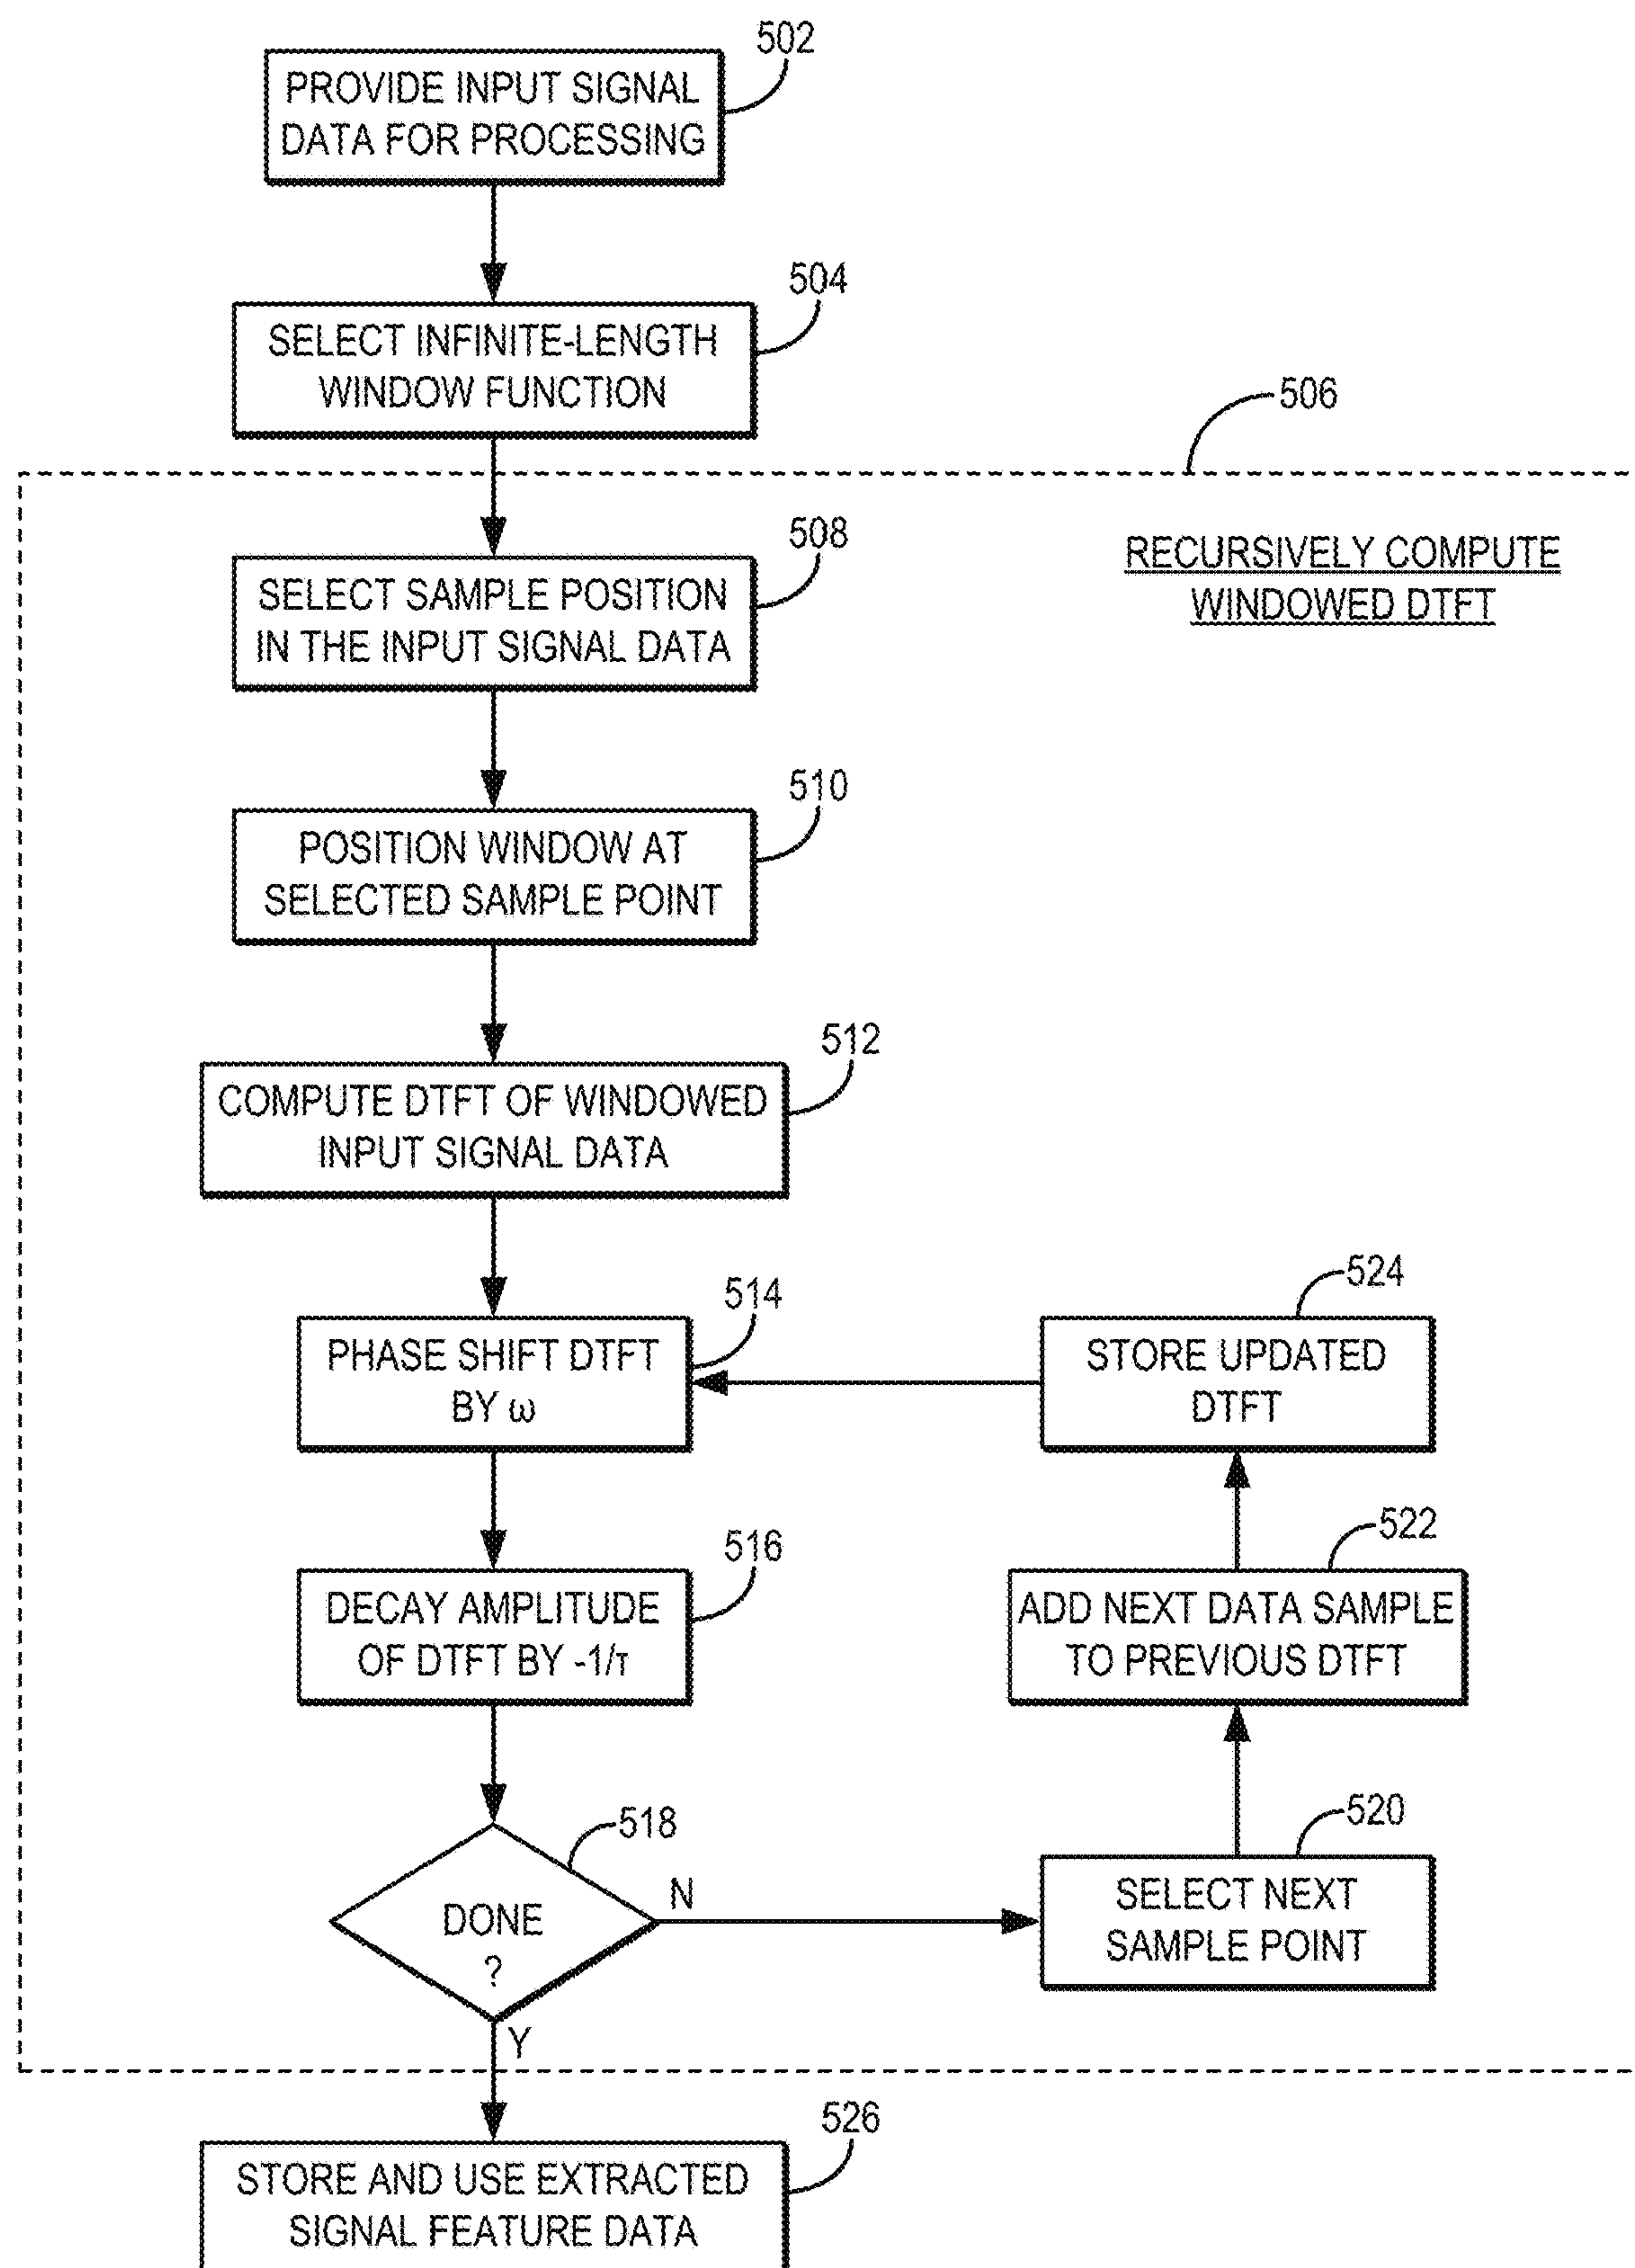 502
PROVIDE INPUT SIGNAL
DATA FOR PROCESSING
504
SELECT INFINITE-LENGTH
WINDOW FUNCTION
506
RECURSIVELY COMPUTE
WINDOWED DTFT
508
SELECT SAMPLE POSITION
IN THE INPUT SIGNAL DATA
510
POSITION WINDOW AT
SELECTED SAMPLE POINT
512
COMPUTE DTFT OF WINDOWED
INPUT SIGNAL DATA
514
PHASE SHIFT DTFT
BY ω
524
STORE UPDATED
DTFT
516
DECAY AMPLITUDE
OF DTFT BY -1/τ
522
ADD NEXT DATA SAMPLE
TO PREVIOUS DTFT
518
DONE
?
N
Y
520
SELECT NEXT
SAMPLE POINT
526
STORE AND USE EXTRACTED
SIGNAL FEATURE DATA